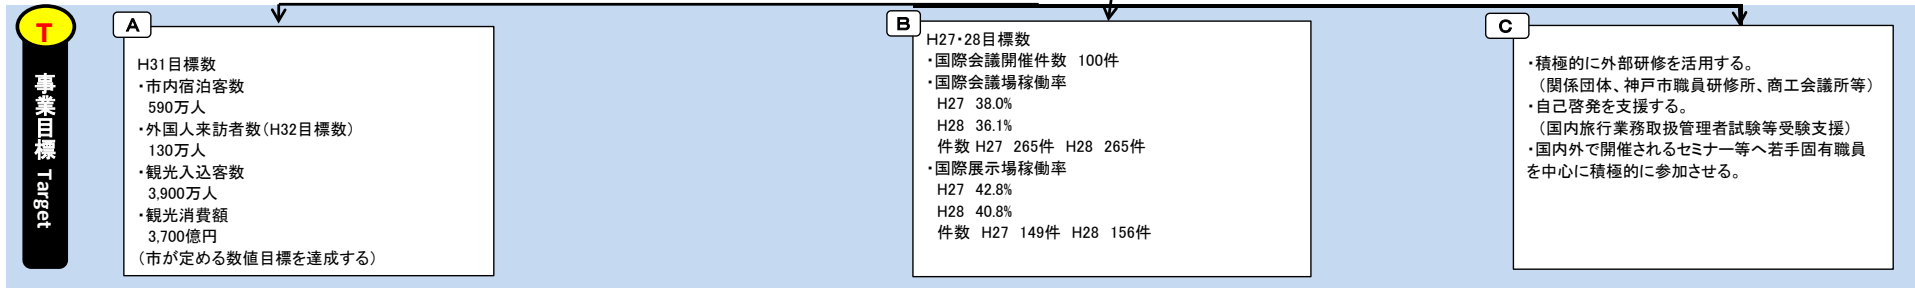 T
事業目標 Target
A
H31目標数
・市内宿泊客数
590万人
・外国人来訪者数(H32目標数)
130万人
・観光入込客数
3,900万人
・観光消費額
3,700億円
(市が定める数値目標を達成する)
B
H27・28目標数
・国際会議開催件数 100件
・国際会議場稼働率
H27 38.0%
H28 36.1%
件数 H27 265件 H28 265件
・国際展示場稼働率
H27 42.8%
H28 40.8%
件数 H27 149件 H28 156件
C
・積極的に外部研修を活用する。
(関係団体、神戸市職員研修所、商工会議所等)
・自己啓発を支援する。
(国内旅行業務取扱管理者試験等受験支援)
・国内外で開催されるセミナー等へ若手固有職員
を中心に積極的に参加させる。